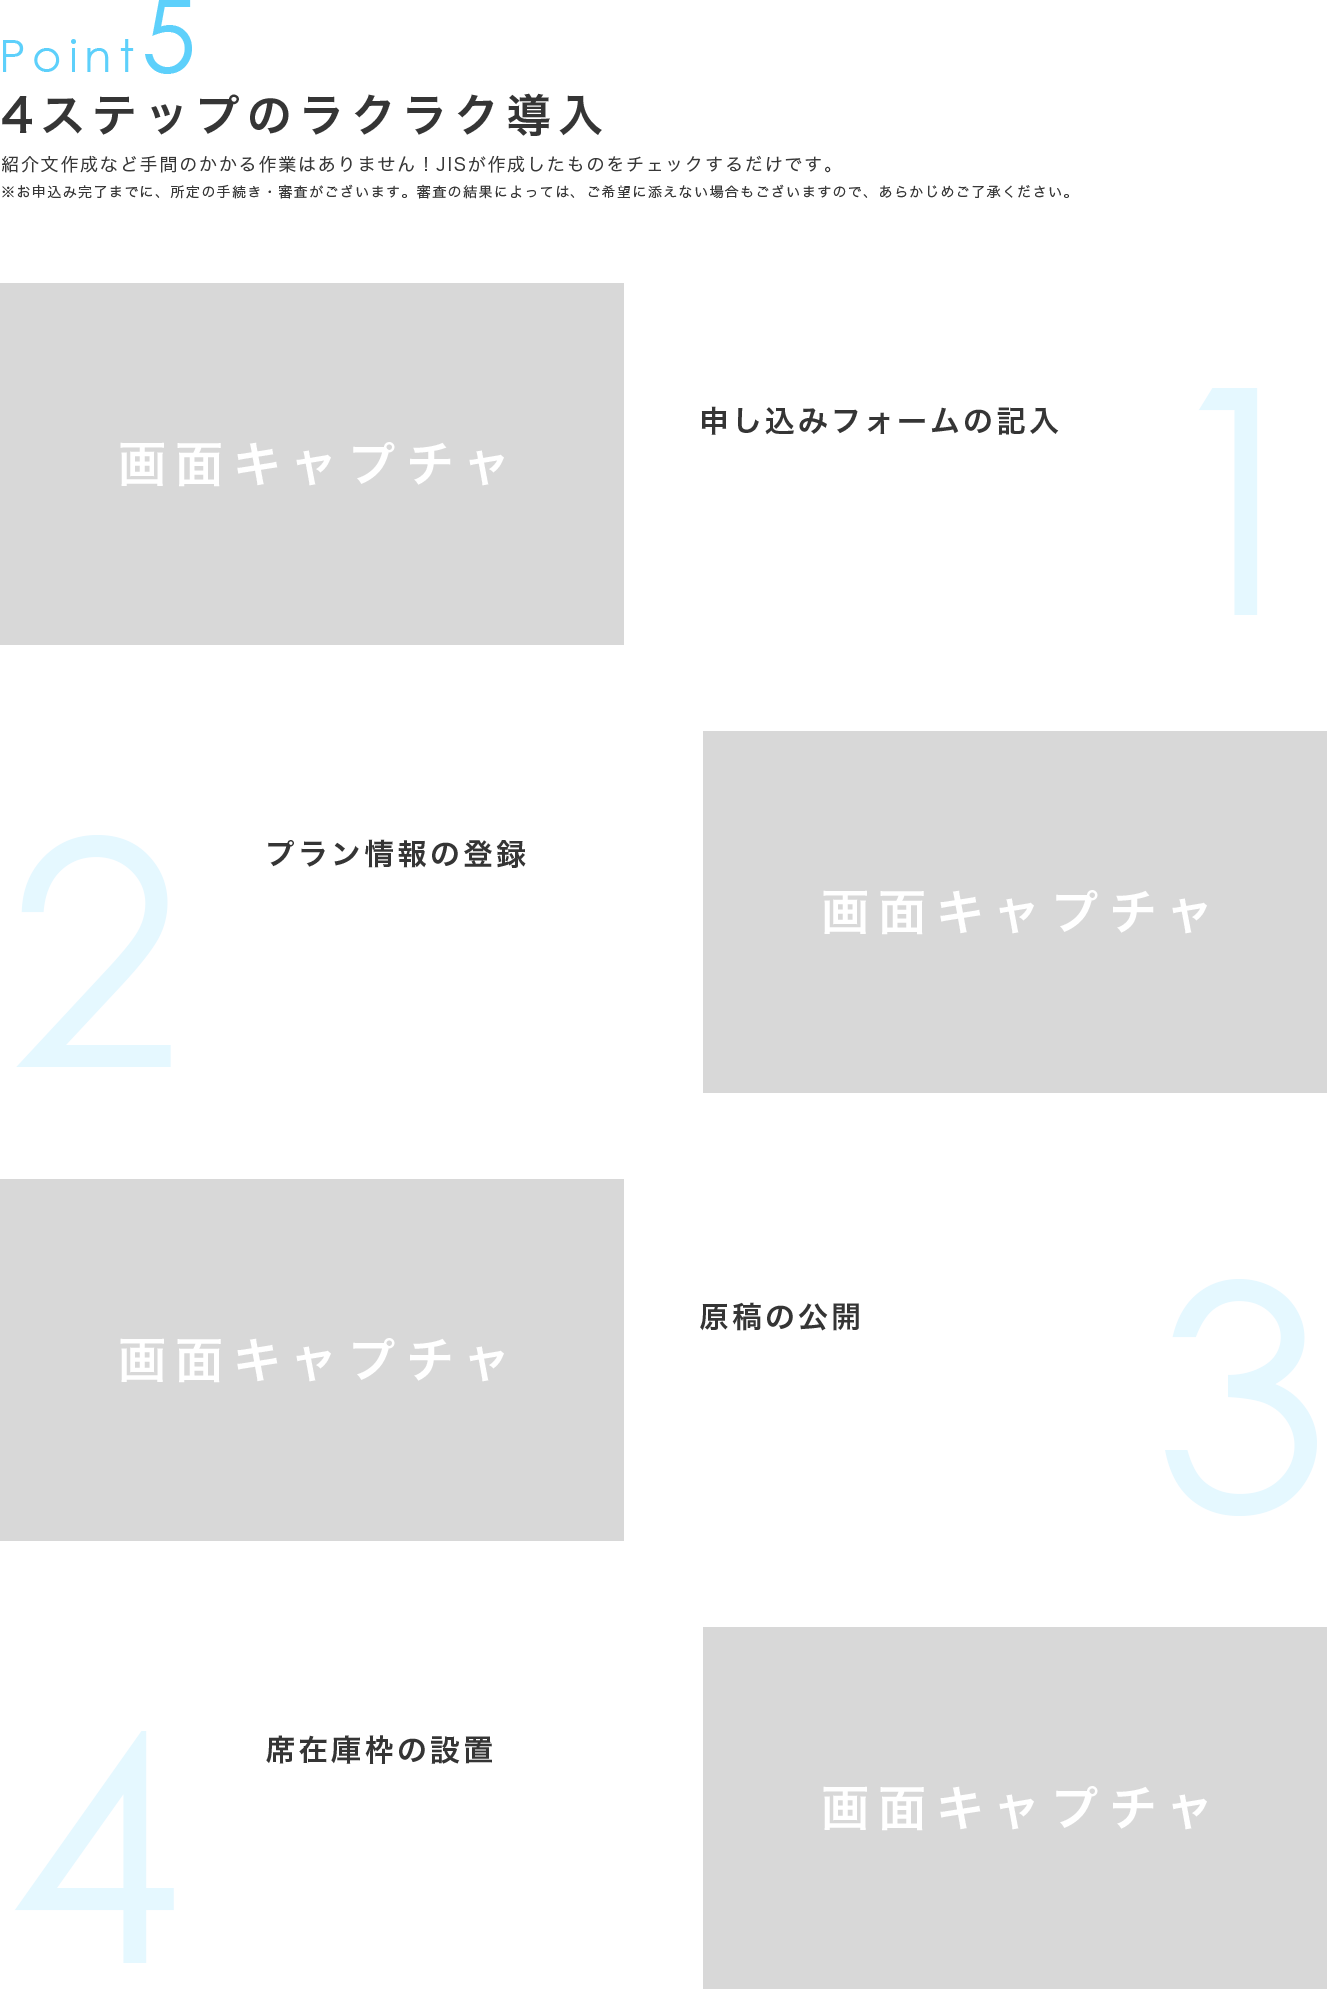 Point5
4ステップのラクラク導入
紹介文作成など手間のかかる作業はありません！JISが作成したものをチェックするだけです。
※お申込み完了までに、所定の手続き・審査がございます。審査の結果によっては、ご希望に添えない場合もございますので、あらかじめご了承ください。
画面キャプチャ
申し込みフォームの記入
1
2
プラン情報の登録
画面キャプチャ
画面キャプチャ
原稿の公開
3
4
席在庫枠の設置
画面キャプチャ